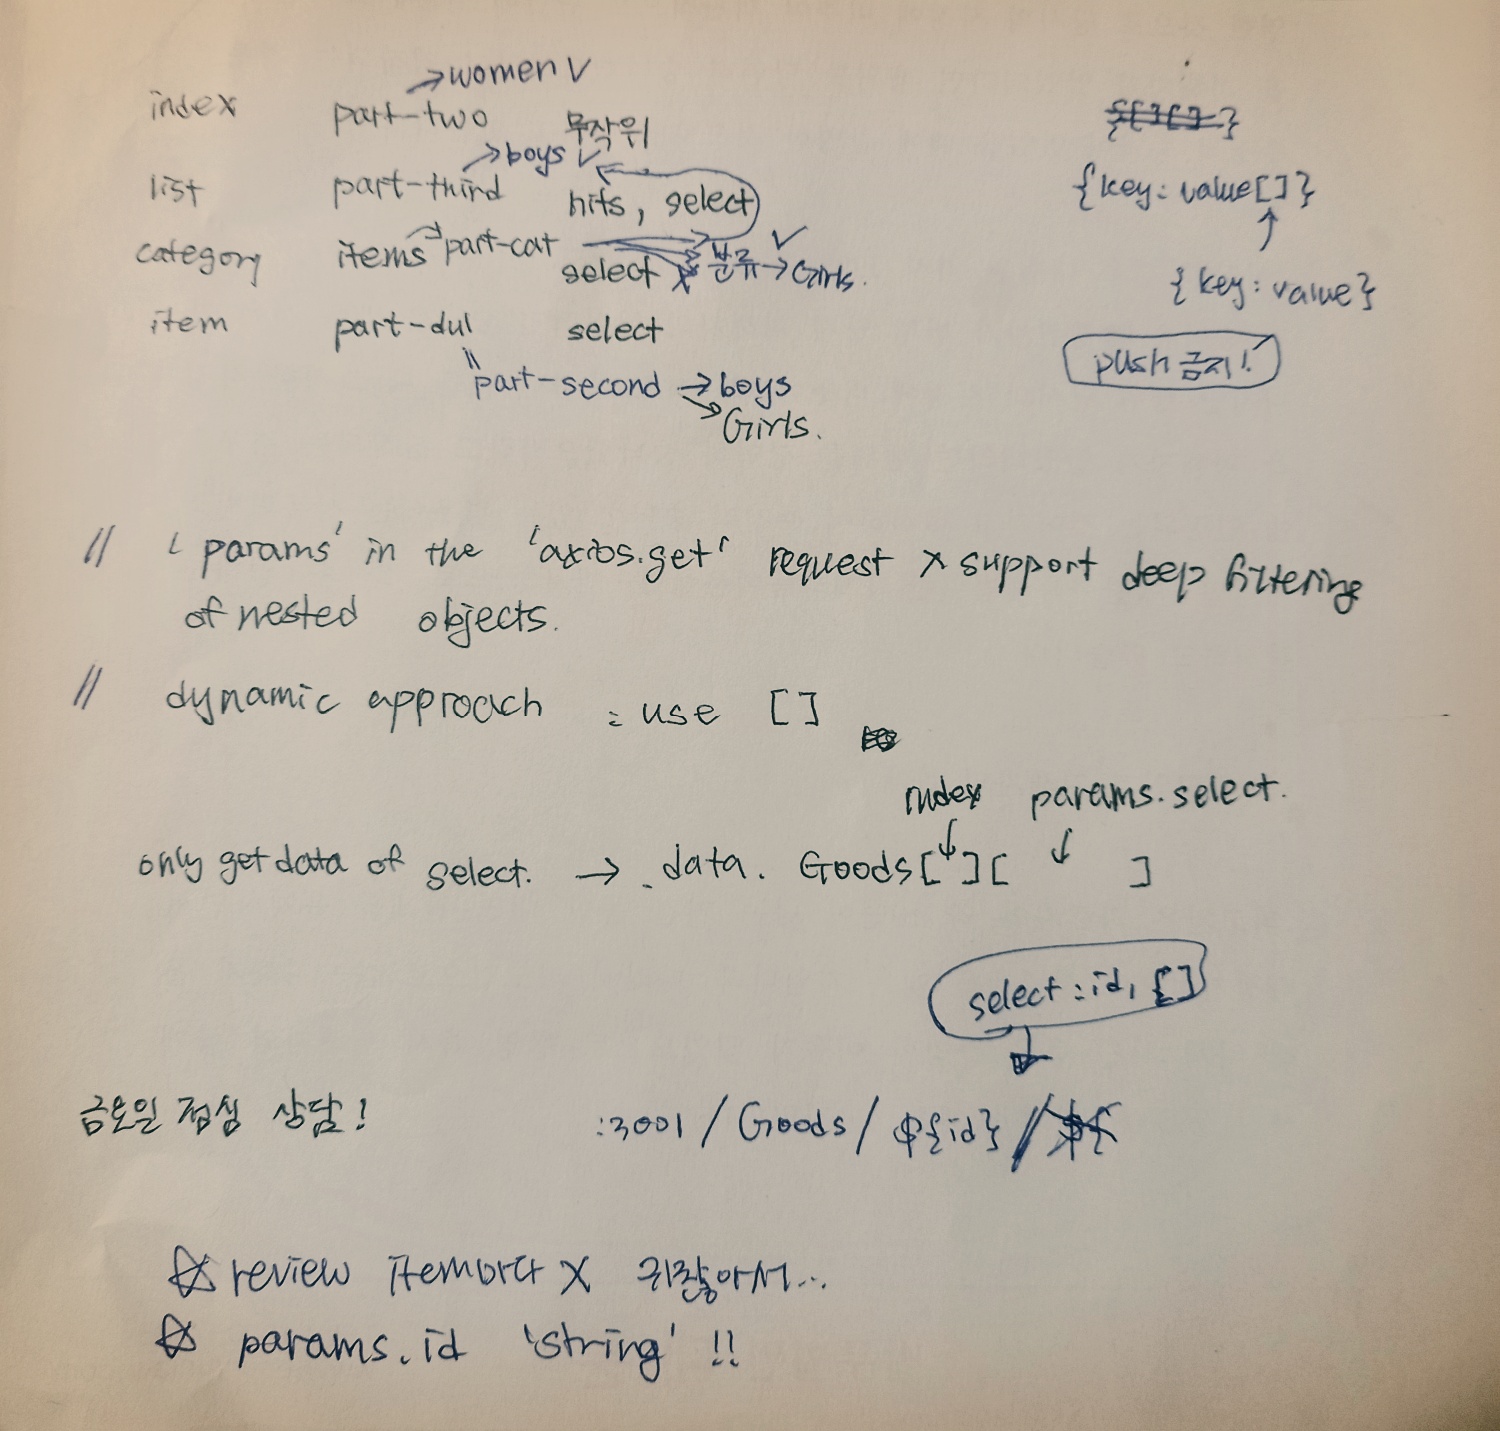 →women V
index part-two 무작위
→boys ✓
list part-third hits, select
category items→part-cat select X 분류→Girls. ✓
item part-dul select
"
part-second →boys
→Girls.
{key: value[]}
↑
{key: value}
push 금지!
// 'params' in the 'axios.get' request X support deep filtering
of nested objects.
// dynamic approach : use []
index params.select.
↓ ↓
only get data of select. → .data. Goods[ ][ ]
select : id, []
금요일 점심 상담! :3001/Goods/${id}/
☆ review item마다 X 귀찮아서...
☆ params.id 'string' !!